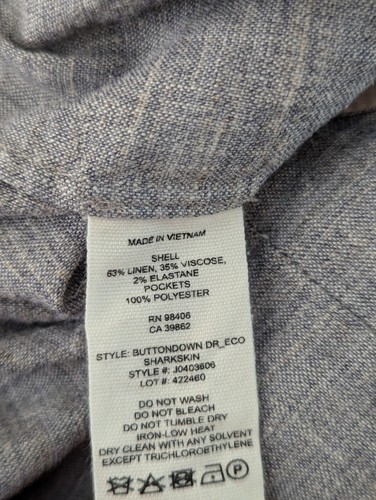 MADE IN VIETNAM
SHELL
63% LINEN, 35% VISCOSE,
2% ELASTANE
POCKETS
100% POLYESTER
RN 98406
CA 39862
STYLE: BUTTONDOWN DR_ECO
SHARKSKIN
STYLE #: J0403606
LOT #: 422460
DO NOT WASH
DO NOT BLEACH
DO NOT TUMBLE DRY
IRON-LOW HEAT
DRY CLEAN WITH ANY SOLVENT
EXCEPT TRICHLOROETHYLENE
P